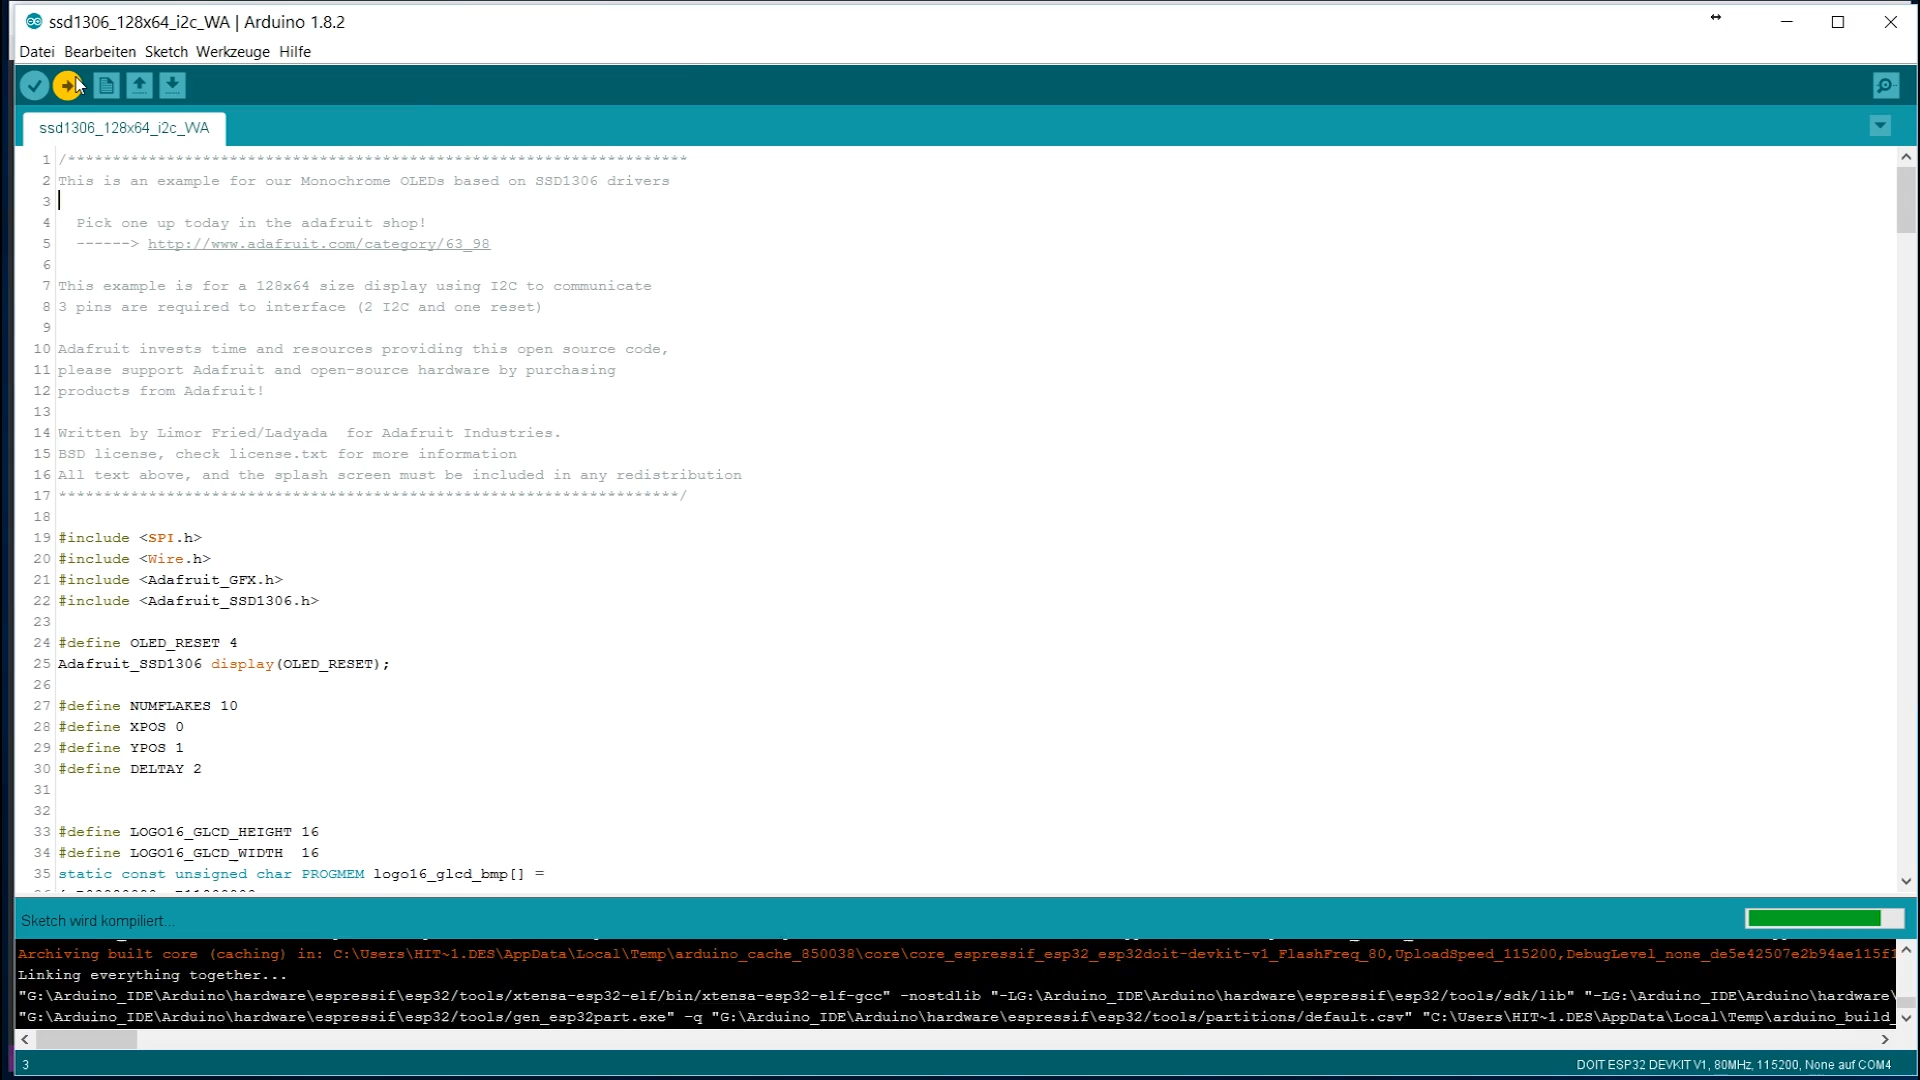 ssd1306_128x64_i2c_WA | Arduino 1.8.2
Datei Bearbeiten Sketch Werkzeuge Hilfe
ssd1306_128x64_i2c_WA
1 /*********************************************************************
2 This is an example for our Monochrome OLEDs based on SSD1306 drivers
3
4 Pick one up today in the adafruit shop!
5 ------> http://www.adafruit.com/category/63_98
6
7 This example is for a 128x64 size display using I2C to communicate
8 3 pins are required to interface (2 I2C and one reset)
9
10 Adafruit invests time and resources providing this open source code,
11 please support Adafruit and open-source hardware by purchasing
12 products from Adafruit!
13
14 Written by Limor Fried/Ladyada  for Adafruit Industries.
15 BSD license, check license.txt for more information
16 All text above, and the splash screen must be included in any redistribution
17 *********************************************************************/
18
19 #include <SPI.h>
20 #include <Wire.h>
21 #include <Adafruit_GFX.h>
22 #include <Adafruit_SSD1306.h>
23
24 #define OLED_RESET 4
25 Adafruit_SSD1306 display(OLED_RESET);
26
27 #define NUMFLAKES 10
28 #define XPOS 0
29 #define YPOS 1
30 #define DELTAY 2
31
32
33 #define LOGO16_GLCD_HEIGHT 16
34 #define LOGO16_GLCD_WIDTH  16
35 static const unsigned char PROGMEM logo16_glcd_bmp[] =
Sketch wird kompiliert...
Archiving built core (caching) in: C:\Users\HIT~1.DES\AppData\Local\Temp\arduino_cache_850038\core\core_espressif_esp32_esp32doit-devkit-v1_FlashFreq_80,UploadSpeed_115200,DebugLevel_none_de5e42507e2b94ae115f1
Linking everything together...
"G:\Arduino_IDE\Arduino\hardware\espressif\esp32/tools/xtensa-esp32-elf/bin/xtensa-esp32-elf-gcc" -nostdlib "-LG:\Arduino_IDE\Arduino\hardware\espressif\esp32/tools/sdk/lib" "-LG:\Arduino_IDE\Arduino\hardware\
"G:\Arduino_IDE\Arduino\hardware\espressif\esp32/tools/gen_esp32part.exe" -q "G:\Arduino_IDE\Arduino\hardware\espressif\esp32/tools/partitions/default.csv" "C:\Users\HIT~1.DES\AppData\Local\Temp\arduino_build_
3
DOIT ESP32 DEVKIT V1, 80MHz, 115200, None auf COM4